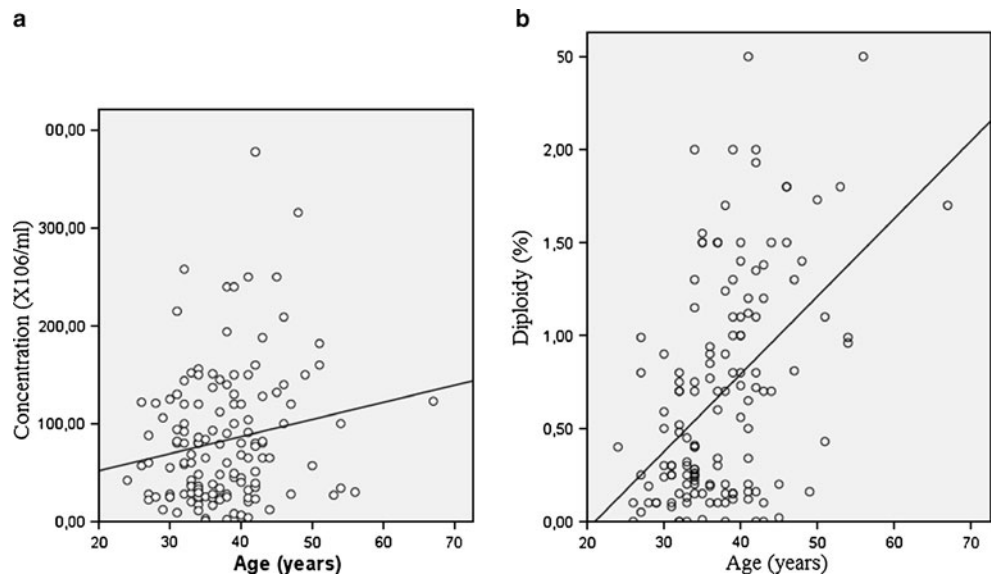 a
Concentration (X106/ml)
00,00
300,00
200,00
100,00
0,00
20 30 40 50 60 70
Age (years)
b
Diploidy (%)
50
2,00
1,50
1,00
0,50
0,00
20 30 40 50 60 70
Age (years)